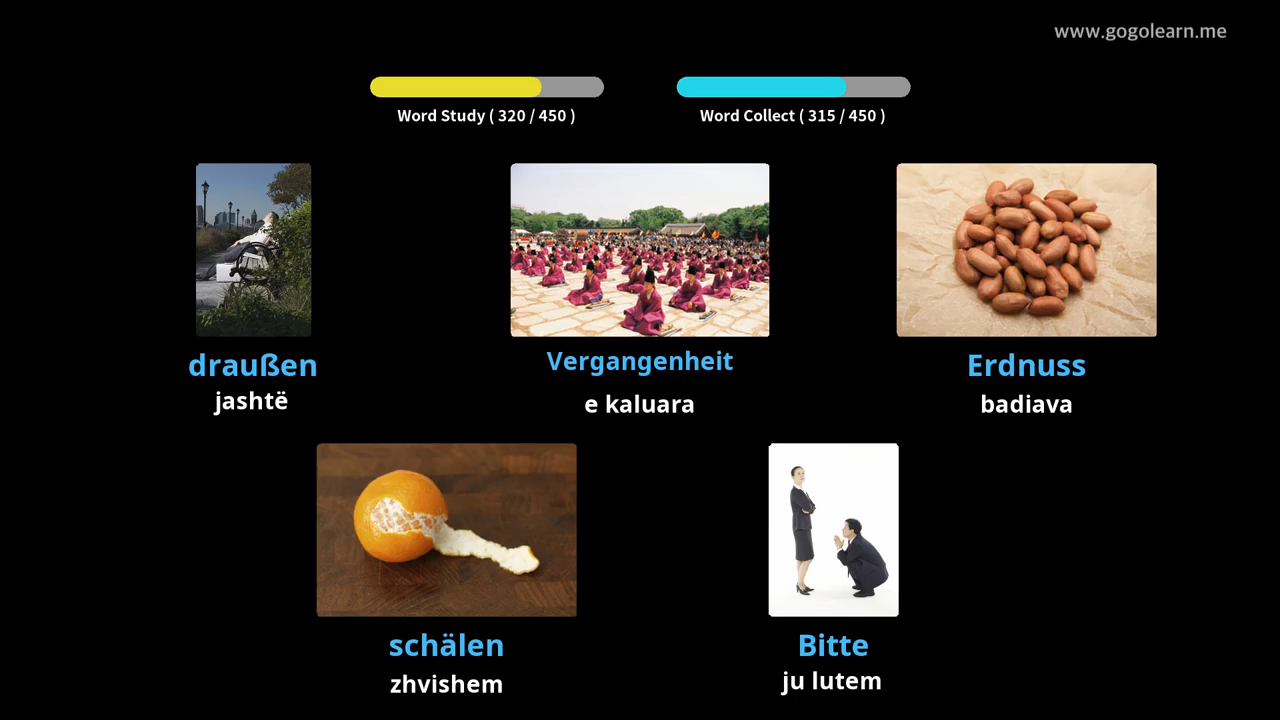 www.gogolearn.me
Word Study ( 320 / 450 )
Word Collect ( 315 / 450 )
draußen
jashtë
Vergangenheit
e kaluara
Erdnuss
badiava
schälen
zhvishem
Bitte
ju lutem